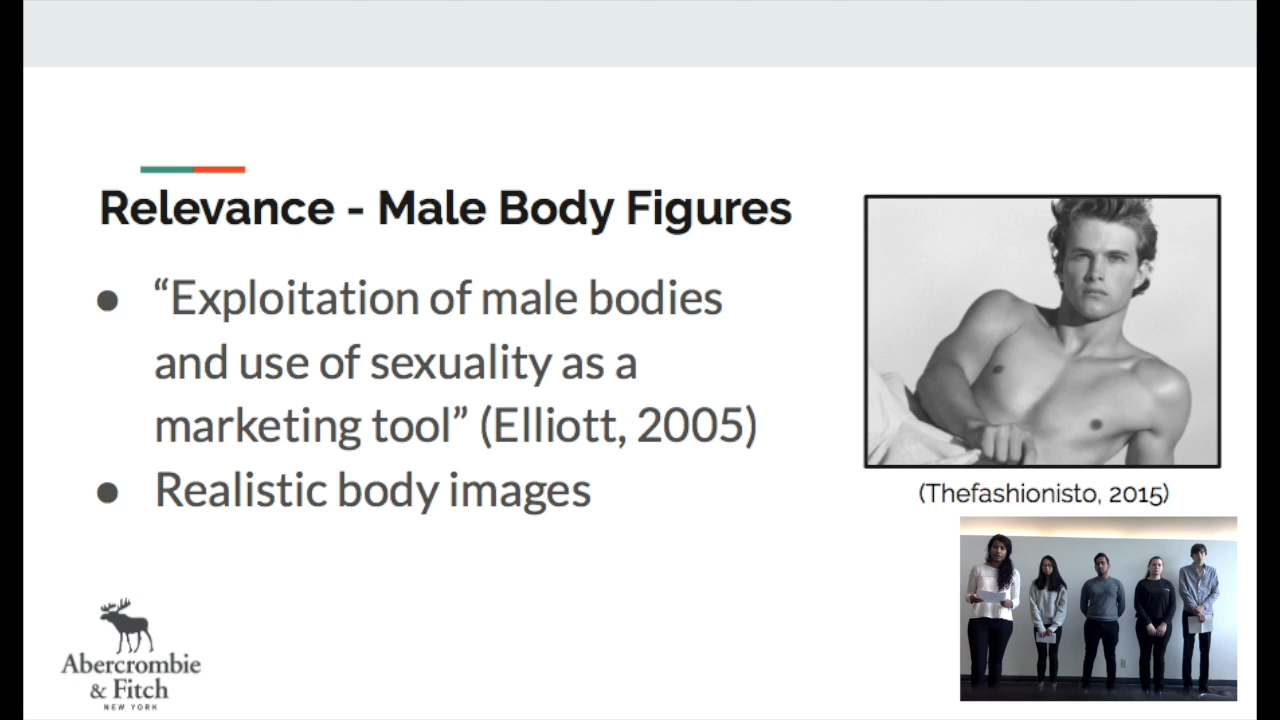 Relevance - Male Body Figures
● “Exploitation of male bodies
and use of sexuality as a
marketing tool” (Elliott, 2005)
● Realistic body images
(Thefashionisto, 2015)
Abercrombie
& Fitch
NEW YORK